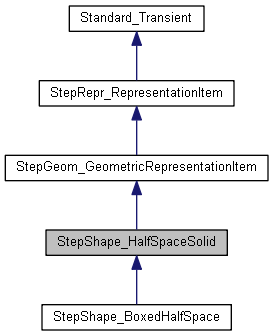 Standard_Transient
StepRepr_RepresentationItem
StepGeom_GeometricRepresentationItem
StepShape_HalfSpaceSolid
StepShape_BoxedHalfSpace